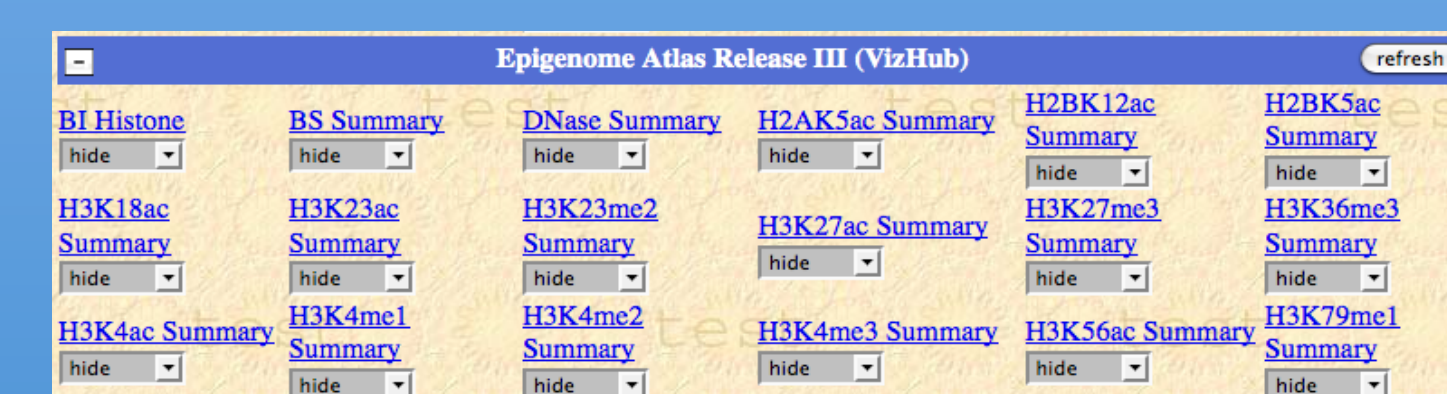 -
Epigenome Atlas Release III (VizHub)
refresh
BI Histone
hide
BS Summary
hide
DNase Summary
hide
H2AK5ac Summary
hide
H2BK12ac
Summary
hide
H2BK5ac
Summary
hide
H3K18ac
Summary
hide
H3K23ac
Summary
hide
H3K23me2
Summary
hide
H3K27ac Summary
hide
H3K27me3
Summary
hide
H3K36me3
Summary
hide
H3K4ac Summary
hide
H3K4me1
Summary
hide
H3K4me2
Summary
hide
H3K4me3 Summary
hide
H3K56ac Summary
hide
H3K79me1
Summary
hide
test
test
test